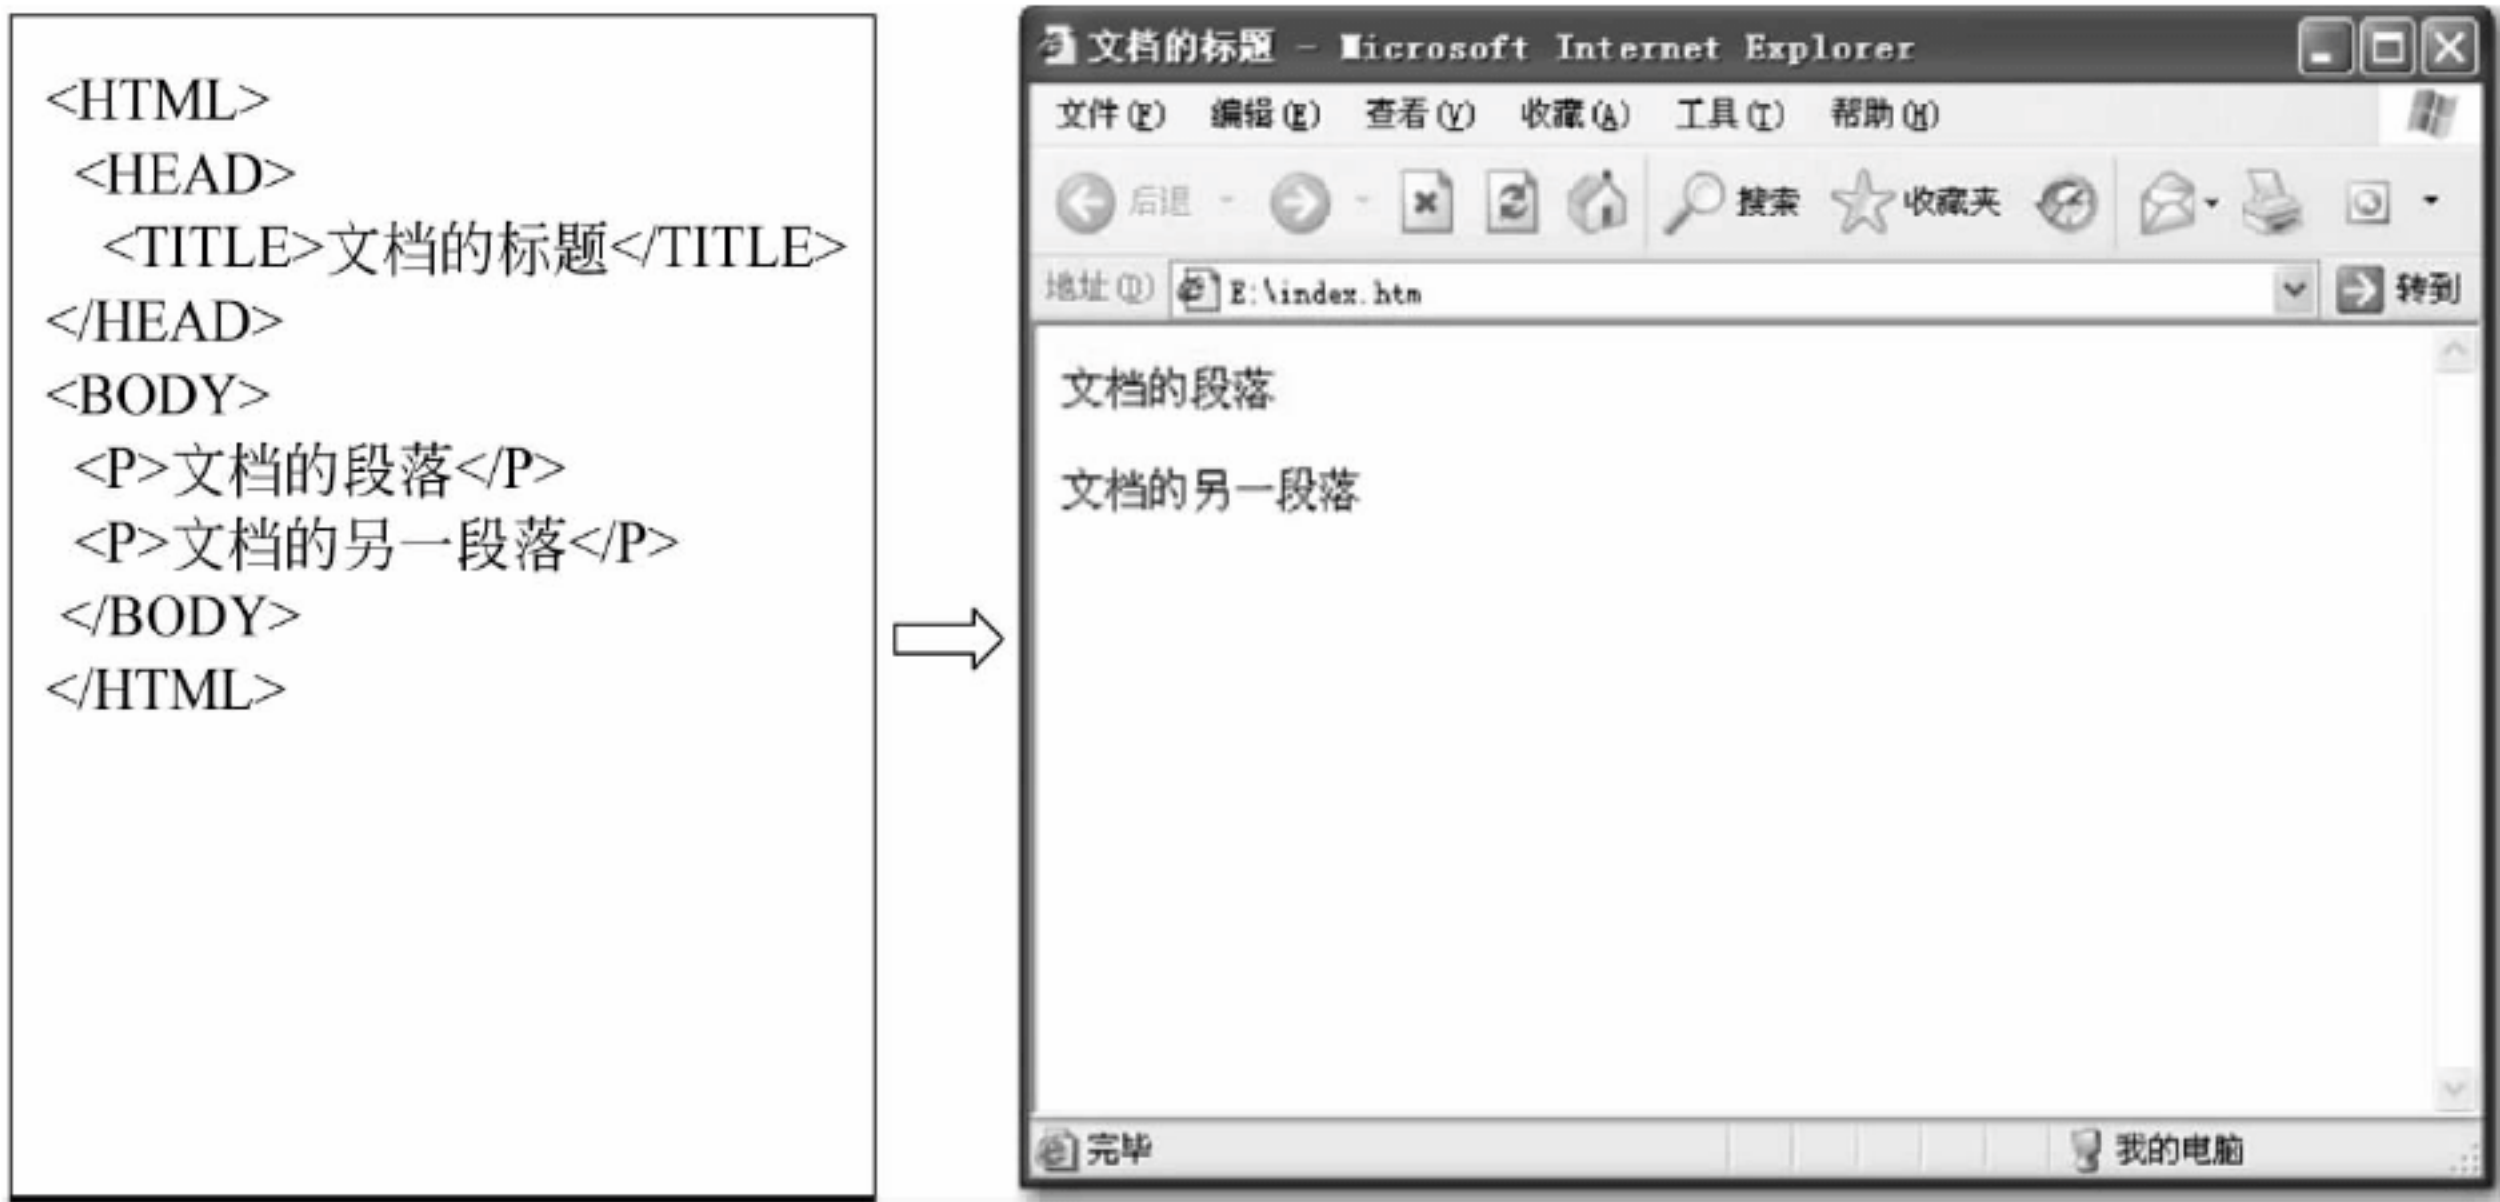 <HTML>
<HEAD>
<TITLE>文档的标题</TITLE>
</HEAD>
<BODY>
<P>文档的段落</P>
<P>文档的另一段落</P>
</BODY>
</HTML>
文档的标题 - Microsoft Internet Explorer
文件(F) 编辑(E) 查看(V) 收藏(A) 工具(T) 帮助(H)
后退 搜索 收藏夹
地址(D) E:\index.htm 转到
文档的段落
文档的另一段落
完毕 我的电脑